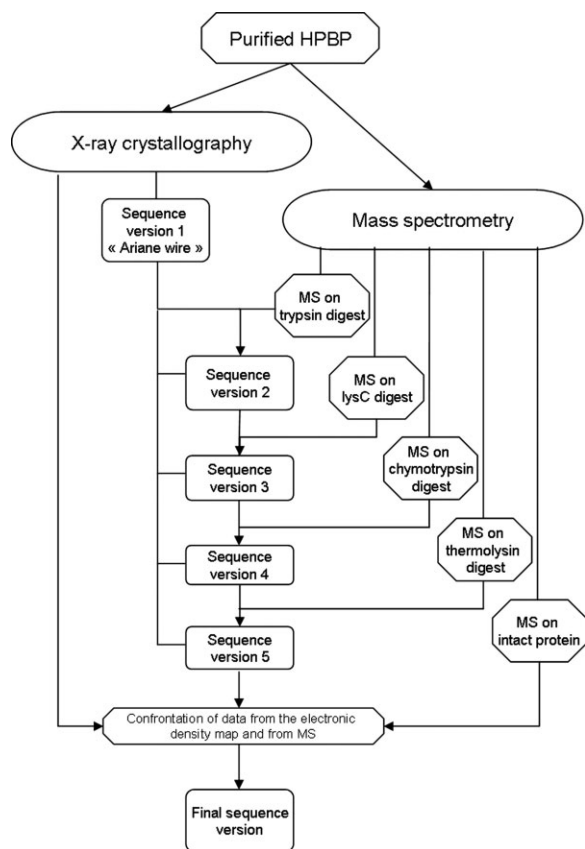 Purified HPBP
X-ray crystallography
Sequence
version 1
« Ariane wire »
Mass spectrometry
MS on
trypsin digest
Sequence
version 2
MS on
lysC digest
Sequence
version 3
MS on
chymotrypsin
digest
Sequence
version 4
MS on
thermolysin
digest
Sequence
version 5
MS on
intact protein
Confrontation of data from the electronic
density map and from MS
Final sequence
version